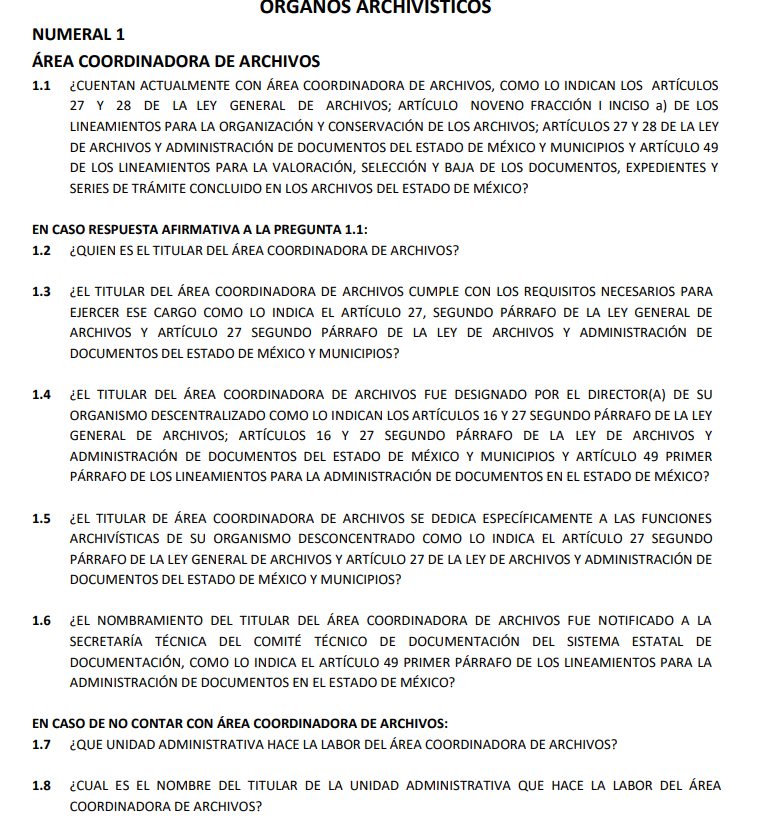 ÓRGANOS ARCHIVÍSTICOS
NUMERAL 1
ÁREA COORDINADORA DE ARCHIVOS
1.1 ¿CUENTAN ACTUALMENTE CON ÁREA COORDINADORA DE ARCHIVOS, COMO LO INDICAN LOS ARTÍCULOS
27 Y 28 DE LA LEY GENERAL DE ARCHIVOS; ARTÍCULO NOVENO FRACCIÓN I INCISO a) DE LOS
LINEAMIENTOS PARA LA ORGANIZACIÓN Y CONSERVACIÓN DE LOS ARCHIVOS; ARTÍCULOS 27 Y 28 DE LA LEY
DE ARCHIVOS Y ADMINISTRACIÓN DE DOCUMENTOS DEL ESTADO DE MÉXICO Y MUNICIPIOS Y ARTÍCULO 49
DE LOS LINEAMIENTOS PARA LA VALORACIÓN, SELECCIÓN Y BAJA DE LOS DOCUMENTOS, EXPEDIENTES Y
SERIES DE TRÁMITE CONCLUIDO EN LOS ARCHIVOS DEL ESTADO DE MÉXICO?
EN CASO RESPUESTA AFIRMATIVA A LA PREGUNTA 1.1:
1.2 ¿QUIEN ES EL TITULAR DEL ÁREA COORDINADORA DE ARCHIVOS?
1.3 ¿EL TITULAR DEL ÁREA COORDINADORA DE ARCHIVOS CUMPLE CON LOS REQUISITOS NECESARIOS PARA
EJERCER ESE CARGO COMO LO INDICA EL ARTÍCULO 27, SEGUNDO PÁRRAFO DE LA LEY GENERAL DE
ARCHIVOS Y ARTÍCULO 27 SEGUNDO PÁRRAFO DE LA LEY DE ARCHIVOS Y ADMINISTRACIÓN DE
DOCUMENTOS DEL ESTADO DE MÉXICO Y MUNICIPIOS?
1.4 ¿EL TITULAR DEL ÁREA COORDINADORA DE ARCHIVOS FUE DESIGNADO POR EL DIRECTOR(A) DE SU
ORGANISMO DESCENTRALIZADO COMO LO INDICAN LOS ARTÍCULOS 16 Y 27 SEGUNDO PÁRRAFO DE LA LEY
GENERAL DE ARCHIVOS; ARTÍCULOS 16 Y 27 SEGUNDO PÁRRAFO DE LA LEY DE ARCHIVOS Y
ADMINISTRACIÓN DE DOCUMENTOS DEL ESTADO DE MÉXICO Y MUNICIPIOS Y ARTÍCULO 49 PRIMER
PÁRRAFO DE LOS LINEAMIENTOS PARA LA ADMINISTRACIÓN DE DOCUMENTOS EN EL ESTADO DE MÉXICO?
1.5 ¿EL TITULAR DE ÁREA COORDINADORA DE ARCHIVOS SE DEDICA ESPECÍFICAMENTE A LAS FUNCIONES
ARCHIVÍSTICAS DE SU ORGANISMO DESCONCENTRADO COMO LO INDICA EL ARTÍCULO 27 SEGUNDO
PÁRRAFO DE LA LEY GENERAL DE ARCHIVOS Y ARTÍCULO 27 DE LA LEY DE ARCHIVOS Y ADMINISTRACIÓN DE
DOCUMENTOS DEL ESTADO DE MÉXICO Y MUNICIPIOS?
1.6 ¿EL NOMBRAMIENTO DEL TITULAR DEL ÁREA COORDINADORA DE ARCHIVOS FUE NOTIFICADO A LA
SECRETARÍA TÉCNICA DEL COMITÉ TÉCNICO DE DOCUMENTACIÓN DEL SISTEMA ESTATAL DE
DOCUMENTACIÓN, COMO LO INDICA EL ARTÍCULO 49 PRIMER PÁRRAFO DE LOS LINEAMIENTOS PARA LA
ADMINISTRACIÓN DE DOCUMENTOS EN EL ESTADO DE MÉXICO?
EN CASO DE NO CONTAR CON ÁREA COORDINADORA DE ARCHIVOS:
1.7 ¿QUE UNIDAD ADMINISTRATIVA HACE LA LABOR DEL ÁREA COORDINADORA DE ARCHIVOS?
1.8 ¿CUAL ES EL NOMBRE DEL TITULAR DE LA UNIDAD ADMINISTRATIVA QUE HACE LA LABOR DEL ÁREA
COORDINADORA DE ARCHIVOS?